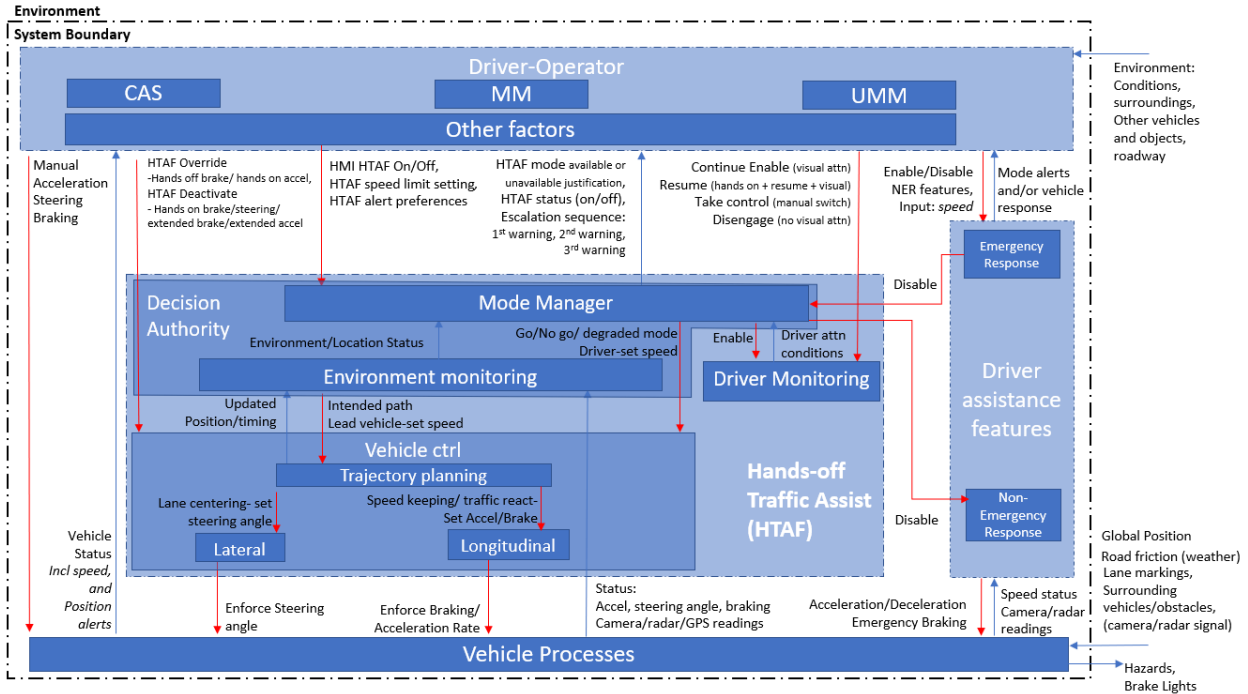 Environment
System Boundary
Driver-Operator
CAS
MM
UMM
Other factors
Environment:
Conditions,
surroundings,
Other vehicles
and objects,
roadway
Manual
Acceleration
Steering
Braking
HTAF Override
-Hands off brake/ hands on accel,
HTAF Deactivate
- Hands on brake/steering/
extended brake/extended accel
HMI HTAF On/Off,
HTAF speed limit setting,
HTAF alert preferences
HTAF mode available or
unavailable justification,
HTAF status (on/off),
Escalation sequence:
1st warning, 2nd warning,
3rd warning
Continue Enable (visual attn)
Resume (hands on + resume + visual)
Take control (manual switch)
Disengage (no visual attn)
Enable/Disable
NER features,
Input: speed
Mode alerts
and/or vehicle
response
Emergency
Response
Disable
Decision
Authority
Mode Manager
Environment/Location Status
Go/No go/ degraded mode
Driver-set speed
Enable
Driver attn
conditions
Environment monitoring
Driver Monitoring
Driver
assistance
features
Updated
Position/timing
Intended path
Lead vehicle-set speed
Vehicle ctrl
Trajectory planning
Lane centering- set
steering angle
Speed keeping/ traffic react-
Set Accel/Brake
Lateral
Longitudinal
Hands-off
Traffic Assist
(HTAF)
Disable
Non-
Emergency
Response
Vehicle
Status
Incl speed,
and
Position
alerts
Enforce Steering
angle
Enforce Braking/
Acceleration Rate
Status:
Accel, steering angle, braking
Camera/radar/GPS readings
Acceleration/Deceleration
Emergency Braking
Speed status
Camera/radar
readings
Global Position
Road friction (weather)
Lane markings,
Surrounding
vehicles/obstacles,
(camera/radar signal)
Vehicle Processes
Hazards,
Brake Lights